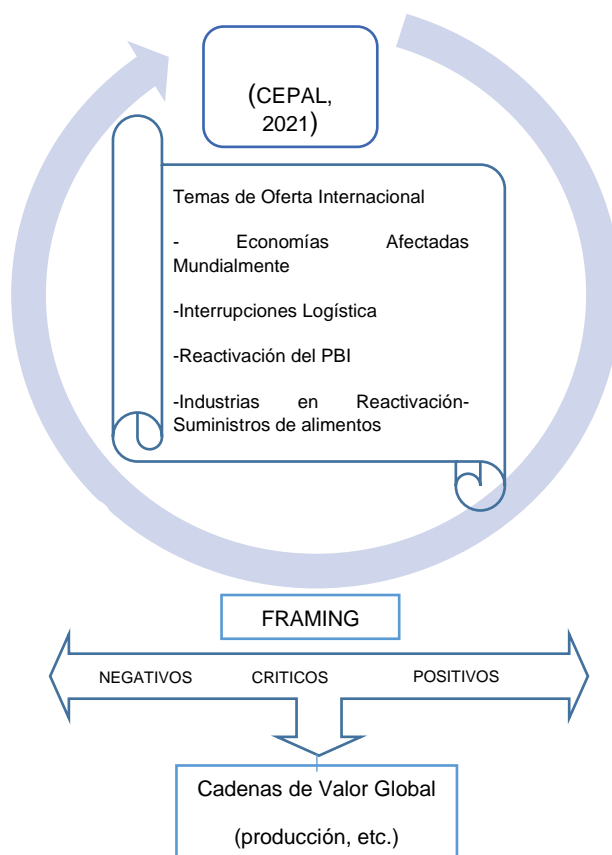 (CEPAL,
2021)
Temas de Oferta Internacional
- Economías Afectadas
Mundialmente
-Interrupciones Logística
-Reactivación del PBI
-Industrias en Reactivación-
Suministros de alimentos
FRAMING
NEGATIVOS CRITICOS POSITIVOS
Cadenas de Valor Global
(producción, etc.)